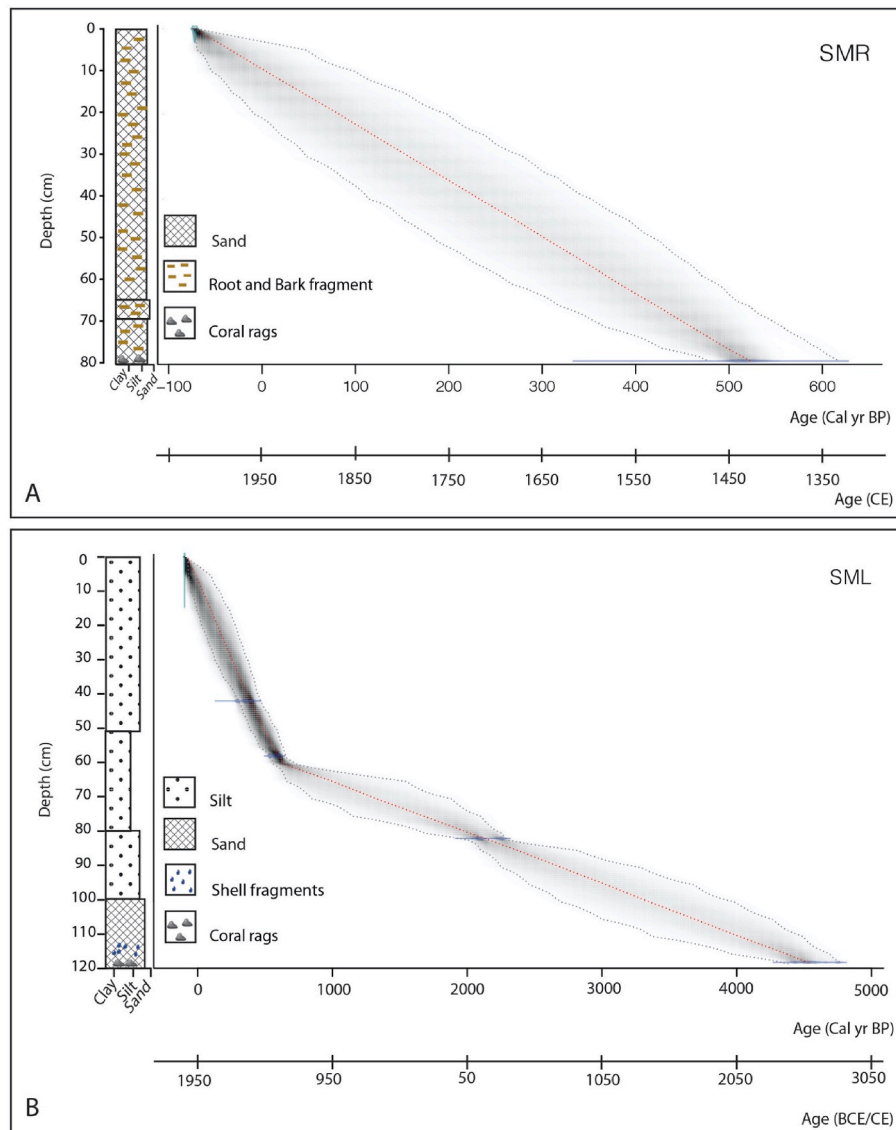 SMR
0
10
20
30
40
50
60
70
80
Depth (cm)
Sand
Root and Bark fragment
Coral rags
Clay
Silt
Sand
−100 0 100 200 300 400 500 600
Age (Cal yr BP)
1950 1850 1750 1650 1550 1450 1350
Age (CE)
A
SML
0
10
20
30
40
50
60
70
80
90
100
110
120
Depth (cm)
Silt
Sand
Shell fragments
Coral rags
Clay
Silt
Sand
0 1000 2000 3000 4000 5000
Age (Cal yr BP)
1950 950 50 1050 2050 3050
Age (BCE/CE)
B